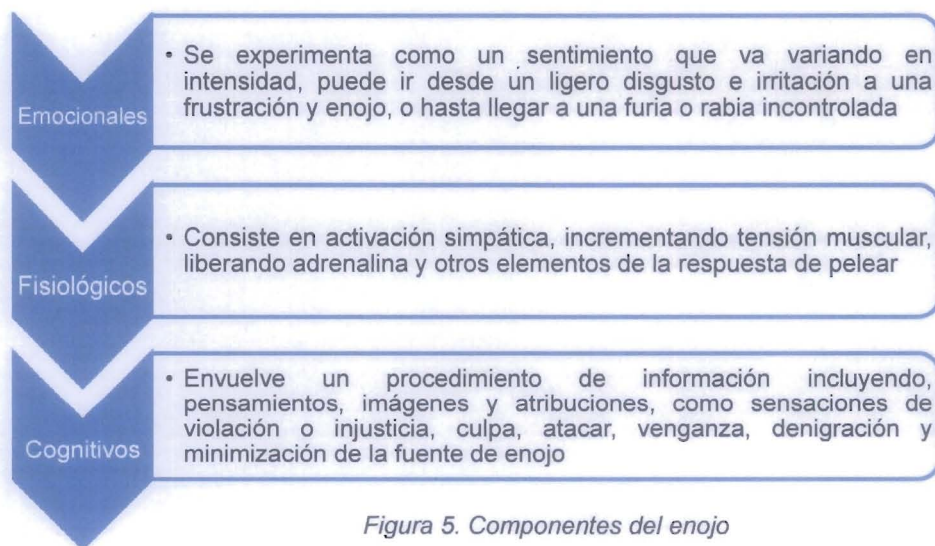 Emocionales
• Se experimenta como un sentimiento que va variando en
intensidad, puede ir desde un ligero disgusto e irritación a una
frustración y enojo, o hasta llegar a una furia o rabia incontrolada
Fisiológicos
• Consiste en activación simpática, incrementando tensión muscular,
liberando adrenalina y otros elementos de la respuesta de pelear
Cognitivos
• Envuelve un procedimiento de información incluyendo,
pensamientos, imágenes y atribuciones, como sensaciones de
violación o injusticia, culpa, atacar, venganza, denigración y
minimización de la fuente de enojo
Figura 5. Componentes del enojo